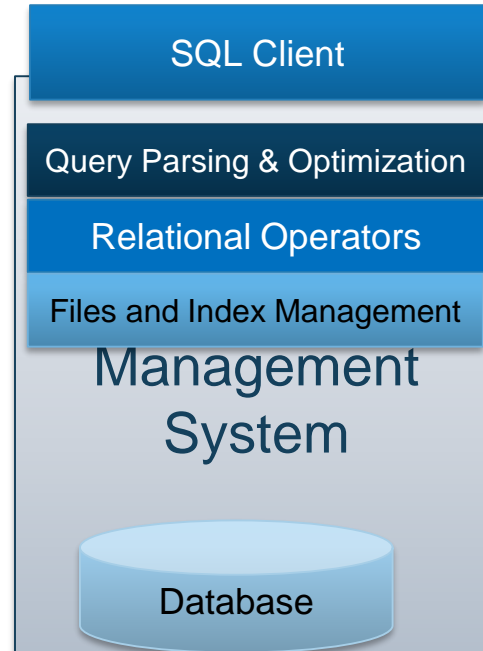 SQL Client
Query Parsing & Optimization
Relational Operators
Files and Index Management
Management
System
Database